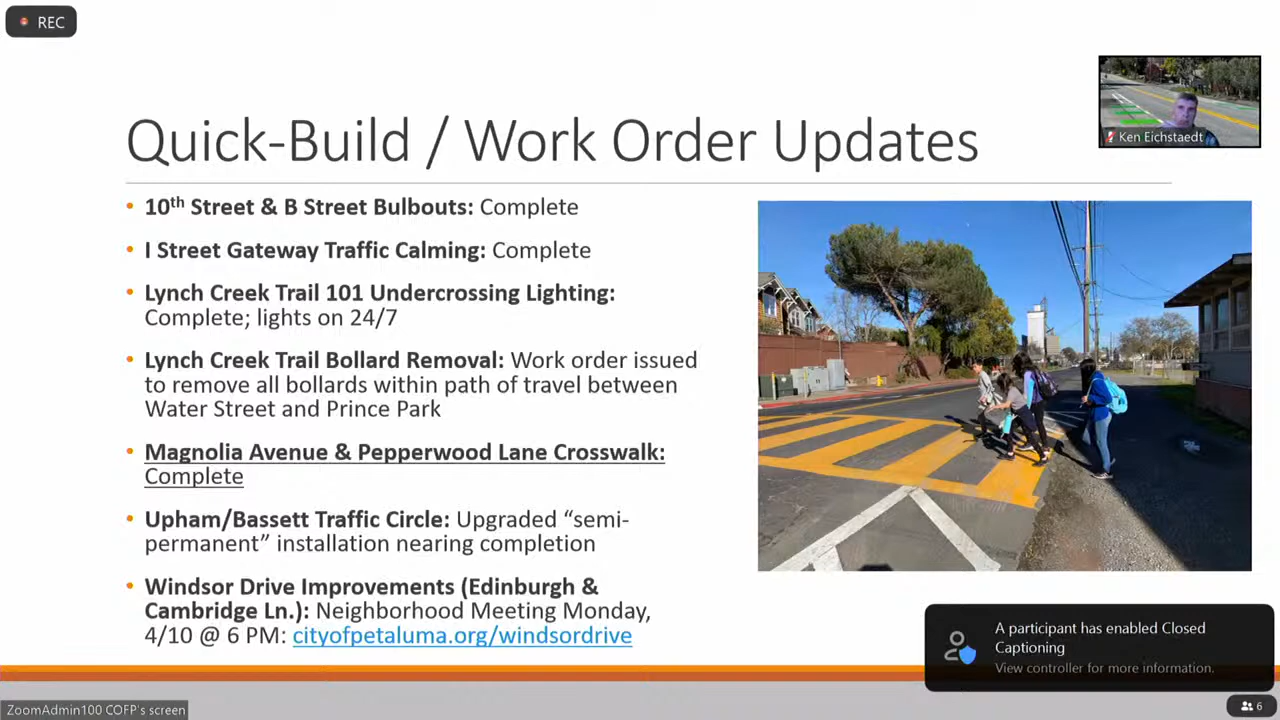 REC
Ken Eichstaedt
Quick-Build / Work Order Updates
• 10th Street & B Street Bulbouts: Complete
• I Street Gateway Traffic Calming: Complete
• Lynch Creek Trail 101 Undercrossing Lighting:
Complete; lights on 24/7
• Lynch Creek Trail Bollard Removal: Work order issued
to remove all bollards within path of travel between
Water Street and Prince Park
• Magnolia Avenue & Pepperwood Lane Crosswalk:
Complete
• Upham/Bassett Traffic Circle: Upgraded “semi-
permanent” installation nearing completion
• Windsor Drive Improvements (Edinburgh &
Cambridge Ln.): Neighborhood Meeting Monday,
4/10 @ 6 PM: cityofpetaluma.org/windsordrive
A participant has enabled Closed
Captioning
View controller for more information.
ZoomAdmin100 COFP's screen
6